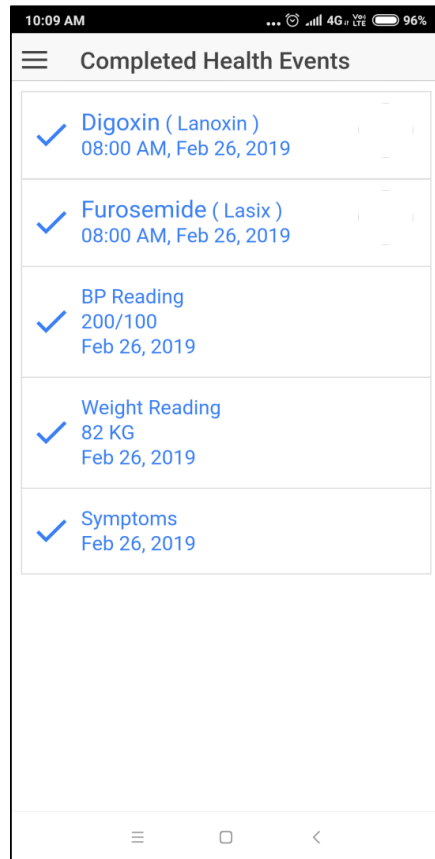 10:09 AM ... 4G Vo)) LTE 96%
Completed Health Events
Digoxin ( Lanoxin )
08:00 AM, Feb 26, 2019
Furosemide ( Lasix )
08:00 AM, Feb 26, 2019
BP Reading
200/100
Feb 26, 2019
Weight Reading
82 KG
Feb 26, 2019
Symptoms
Feb 26, 2019